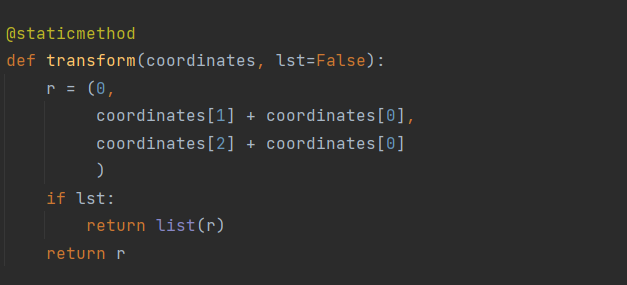 @staticmethod
def transform(coordinates, lst=False):
    r = (0,
         coordinates[1] + coordinates[0],
         coordinates[2] + coordinates[0]
         )
    if lst:
        return list(r)
    return r